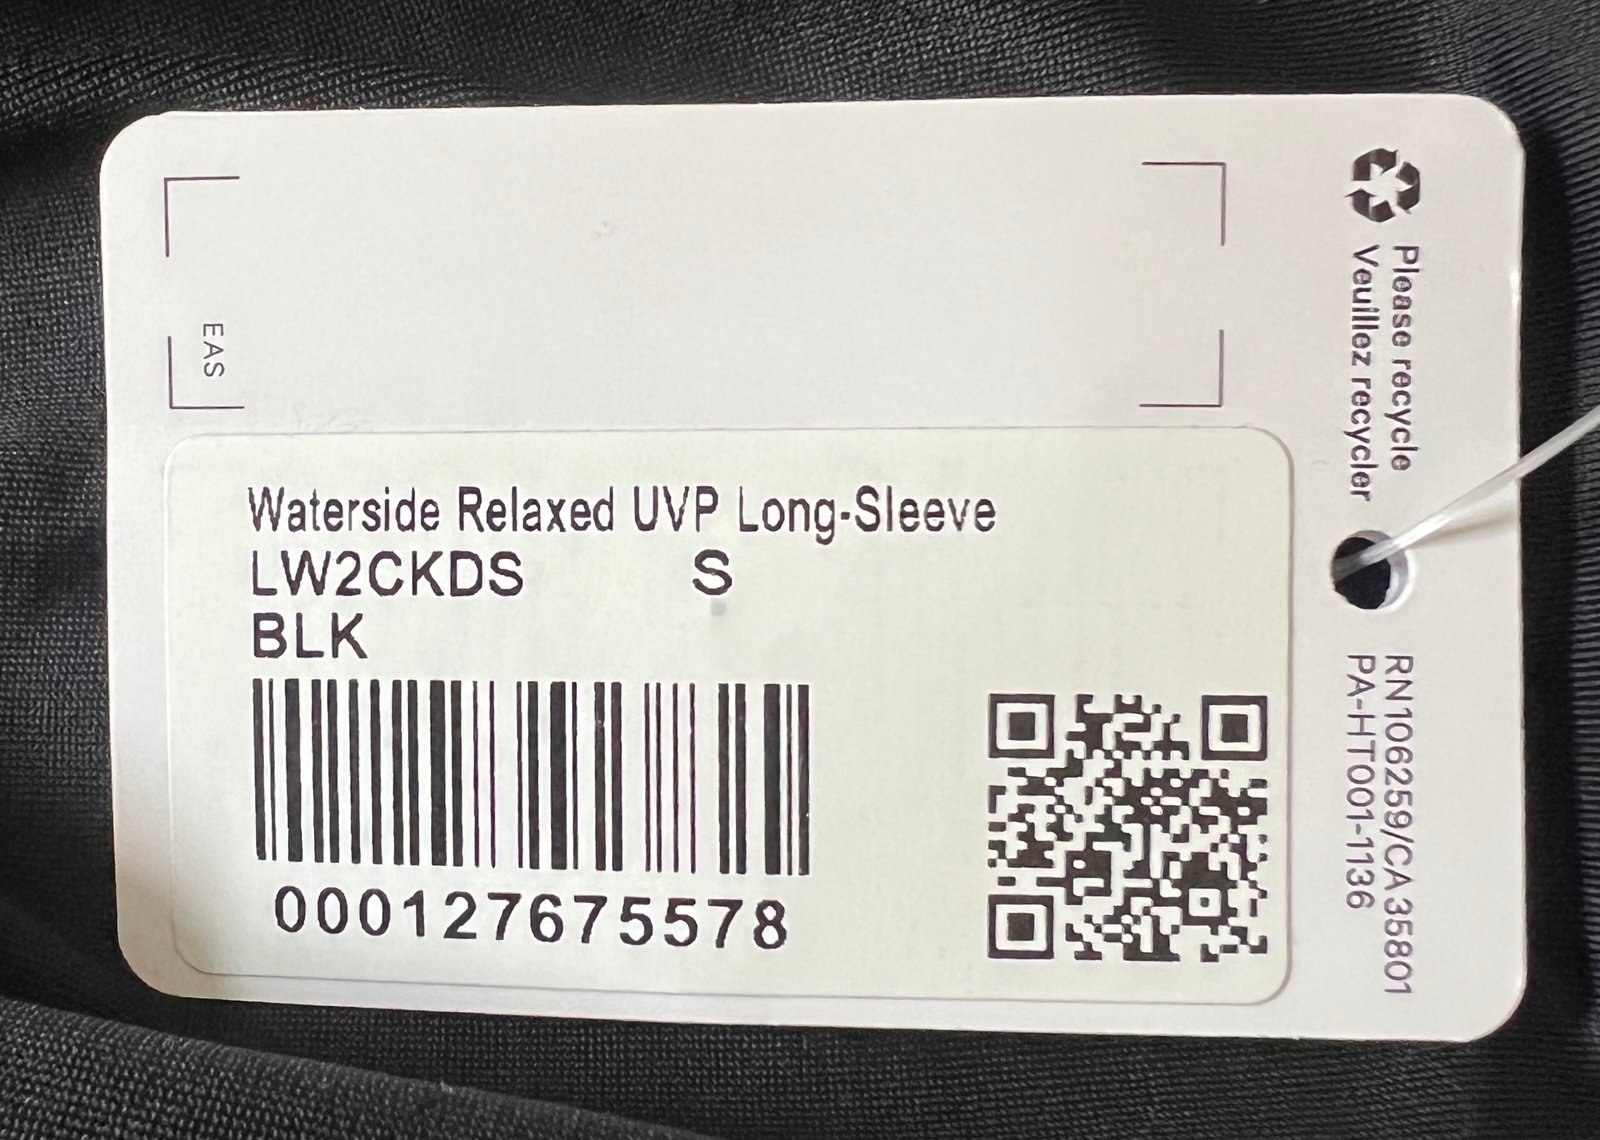 EAS
Please recycle
Veuillez recycler
Waterside Relaxed UVP Long-Sleeve
LW2CKDS S
BLK
000127675578
RN106259/CA35801
PA-HT001-1136